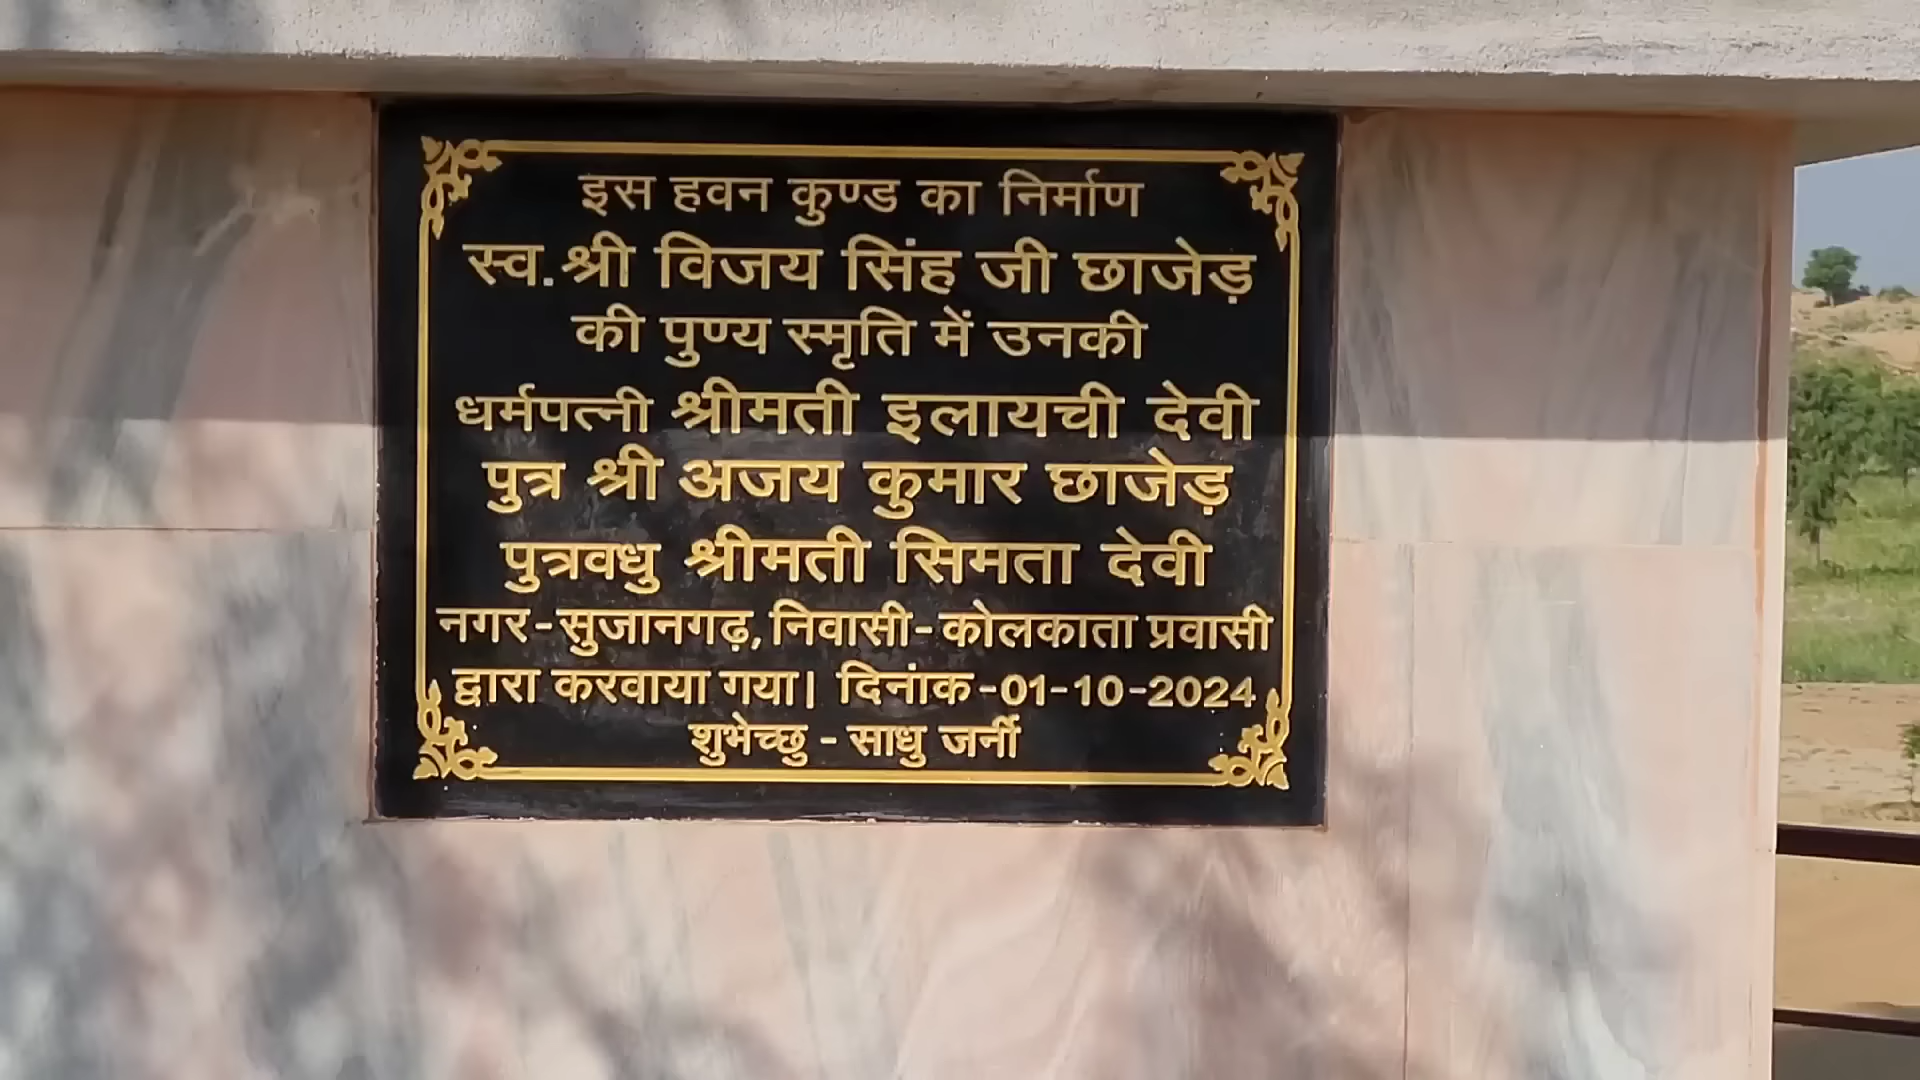 इस हवन कुण्ड का निर्माण
स्व. श्री विजय सिंह जी छाजेड़
की पुण्य स्मृति में उनकी
धर्मपत्नी श्रीमती इलायची देवी
पुत्र श्री अजय कुमार छाजेड़
पुत्रवधु श्रीमती सिमता देवी
नगर-सुजानगढ़, निवासी-कोलकाता प्रवासी
द्वारा करवाया गया। दिनांक-01-10-2024
शुभेच्छु - साधु जर्नी